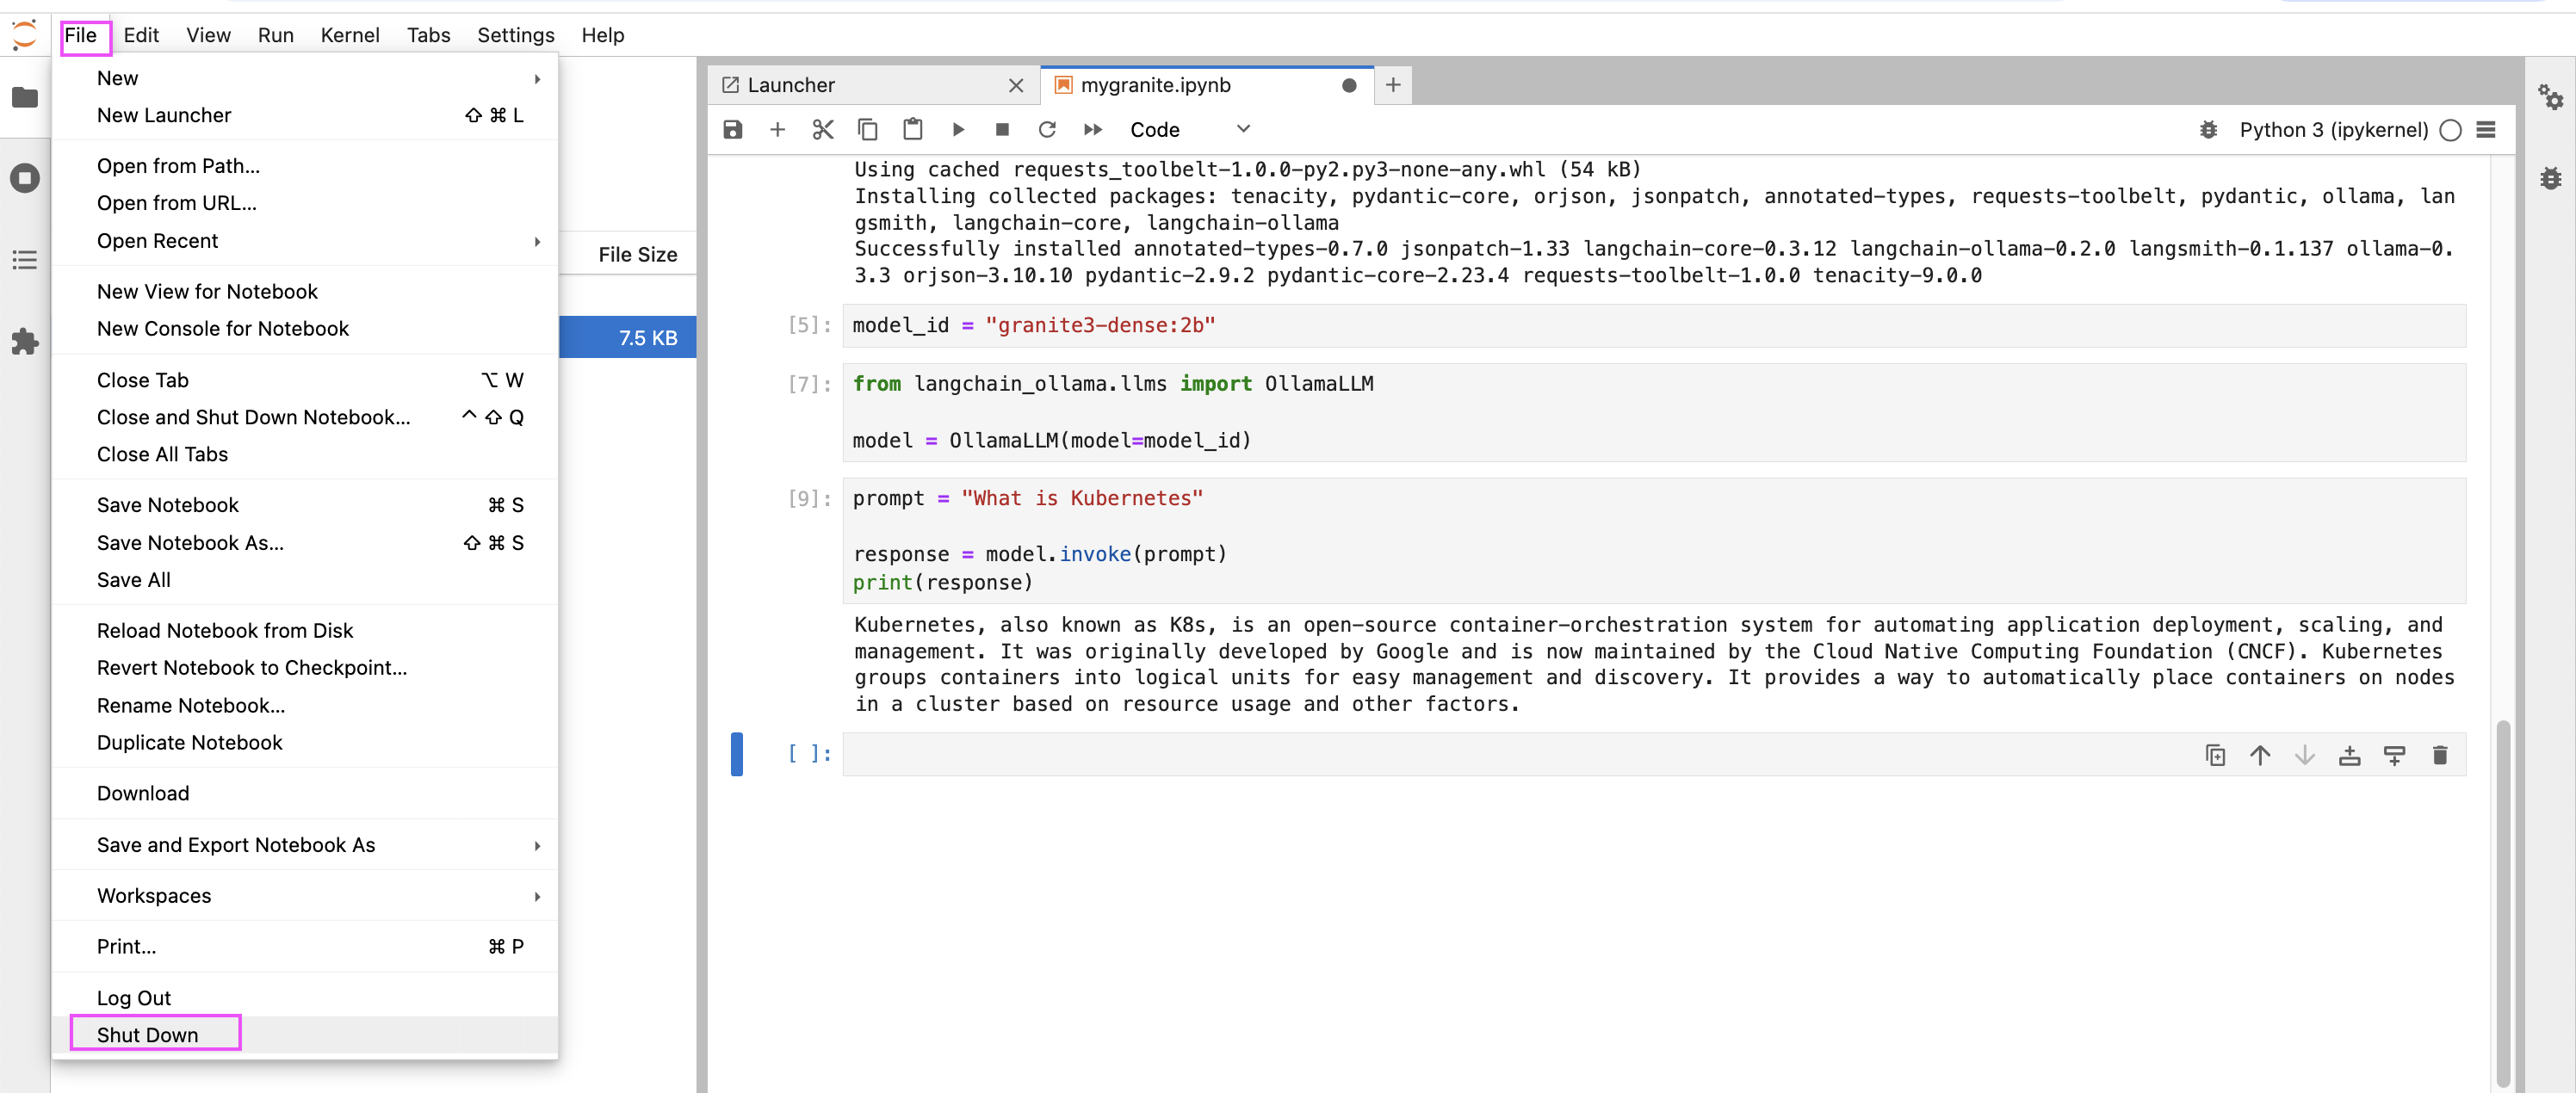 File Edit View Run Kernel Tabs Settings Help
New
New Launcher ⇧ ⌘ L
Open from Path...
Open from URL...
Open Recent
New View for Notebook
New Console for Notebook
Close Tab ⌥ W
Close and Shut Down Notebook... ^ ⇧ Q
Close All Tabs
Save Notebook ⌘ S
Save Notebook As... ⇧ ⌘ S
Save All
Reload Notebook from Disk
Revert Notebook to Checkpoint...
Rename Notebook...
Duplicate Notebook
Download
Save and Export Notebook As
Workspaces
Print... ⌘ P
Log Out
Shut Down
File Size
7.5 KB
Launcher
mygranite.ipynb
Code
Python 3 (ipykernel)
Using cached requests_toolbelt-1.0.0-py2.py3-none-any.whl (54 kB)
Installing collected packages: tenacity, pydantic-core, orjson, jsonpatch, annotated-types, requests-toolbelt, pydantic, ollama, lan
gsmith, langchain-core, langchain-ollama
Successfully installed annotated-types-0.7.0 jsonpatch-1.33 langchain-core-0.3.12 langchain-ollama-0.2.0 langsmith-0.1.137 ollama-0.
3.3 orjson-3.10.10 pydantic-2.9.2 pydantic-core-2.23.4 requests-toolbelt-1.0.0 tenacity-9.0.0
[5]: model_id = "granite3-dense:2b"
[7]: from langchain_ollama.llms import OllamaLLM
model = OllamaLLM(model=model_id)
[9]: prompt = "What is Kubernetes"
response = model.invoke(prompt)
print(response)
Kubernetes, also known as K8s, is an open-source container-orchestration system for automating application deployment, scaling, and
management. It was originally developed by Google and is now maintained by the Cloud Native Computing Foundation (CNCF). Kubernetes
groups containers into logical units for easy management and discovery. It provides a way to automatically place containers on nodes
in a cluster based on resource usage and other factors.
[ ]: